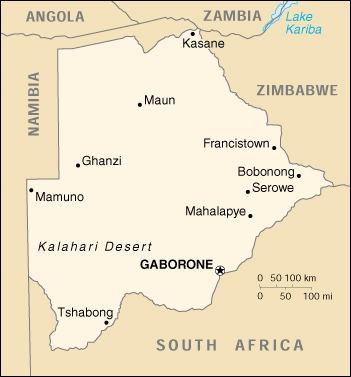 ANGOLA
ZAMBIA
Lake
Kariba
Kasane
NAMIBIA
ZIMBABWE
Maun
Francistown
Ghanzi
Bobonong
Serowe
Mamuno
Mahalapye
Kalahari Desert
GABORONE
0 50 100 km
0 50 100 mi
Tshabong
SOUTH AFRICA